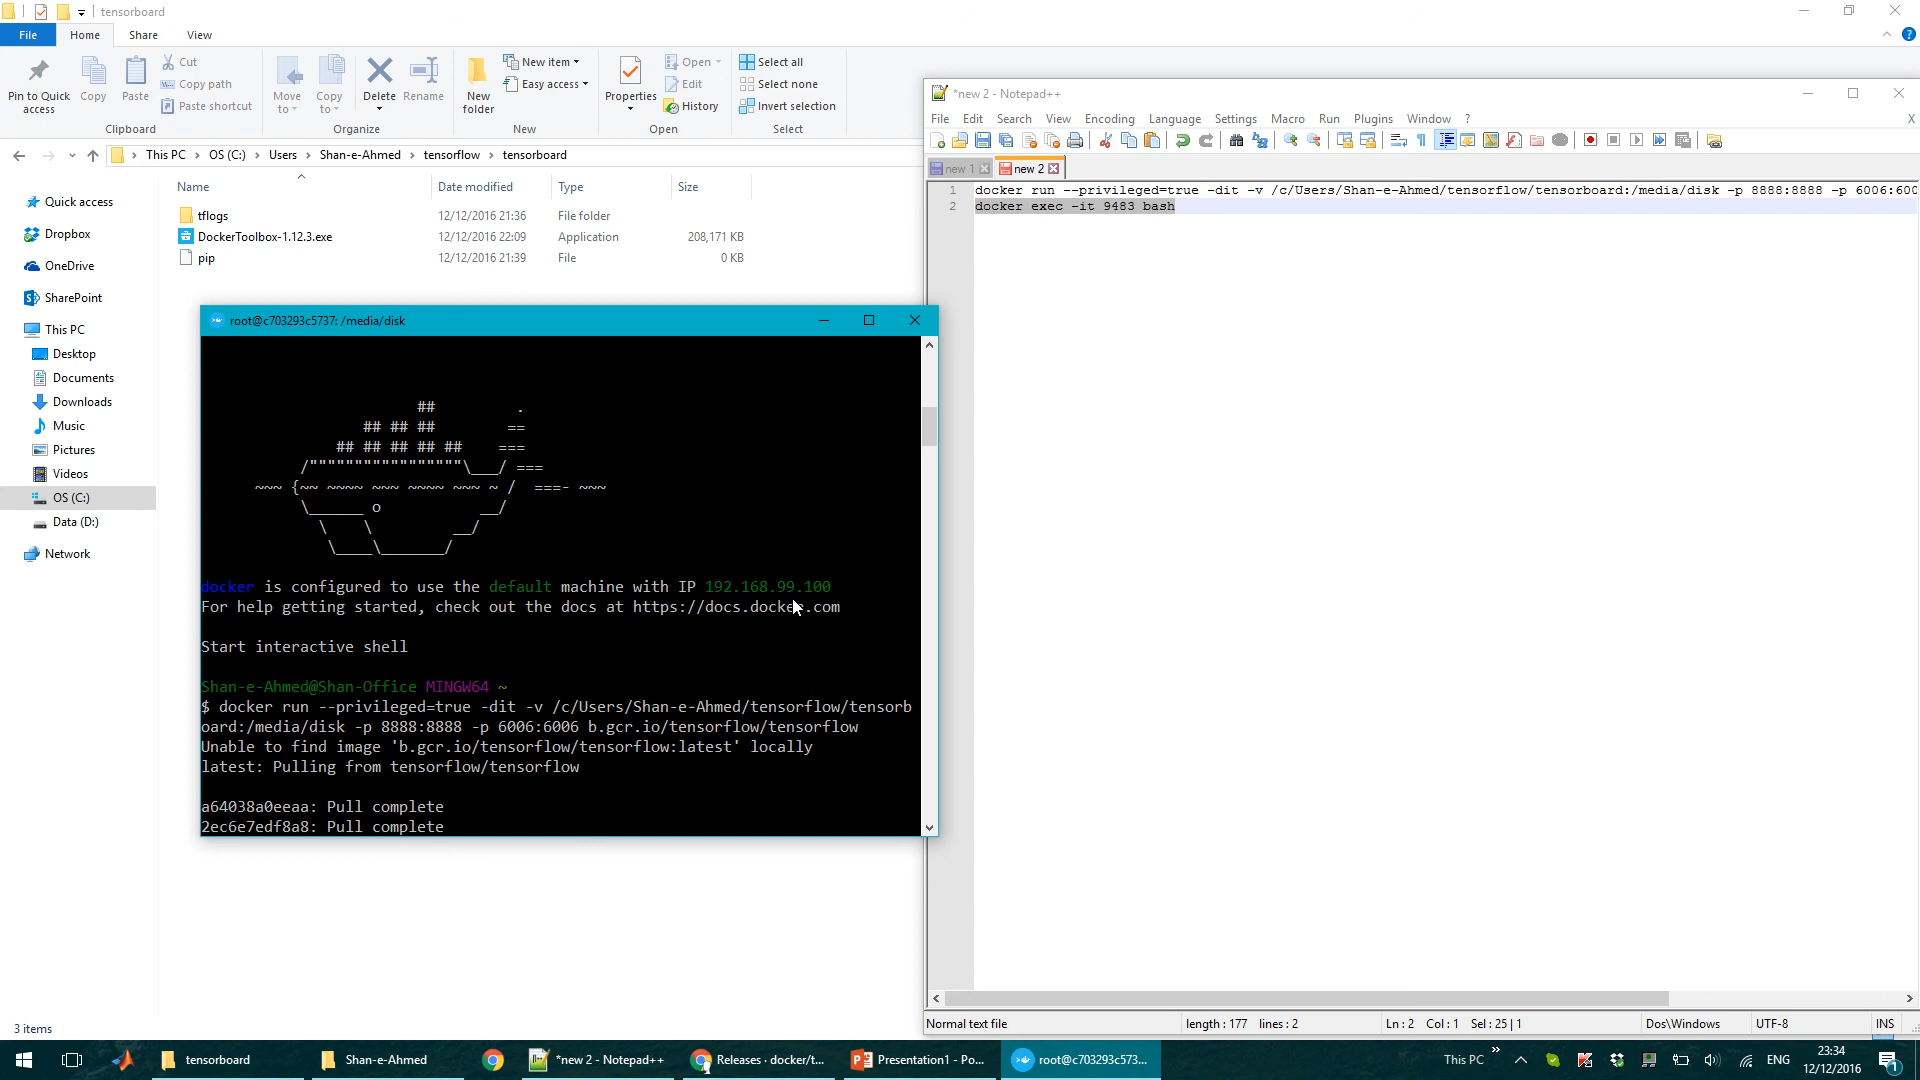 tensorboard
File Home Share View
Pin to Quick access
Copy
Paste
Cut
Copy path
Paste shortcut
Clipboard
Move to
Copy to
Delete
Rename
Organize
New folder
New item
Easy access
New
Properties
Open
Edit
History
Open
Select all
Select none
Invert selection
Select
This PC > OS (C:) > Users > Shan-e-Ahmed > tensorflow > tensorboard
Name Date modified Type Size
tflogs 12/12/2016 21:36 File folder
DockerToolbox-1.12.3.exe 12/12/2016 22:09 Application 208,171 KB
pip 12/12/2016 21:39 File 0 KB
Quick access
Dropbox
OneDrive
SharePoint
This PC
Desktop
Documents
Downloads
Music
Pictures
Videos
OS (C:)
Data (D:)
Network
3 items
*new 2 - Notepad++
File Edit Search View Encoding Language Settings Macro Run Plugins Window ? X
new 1 new 2
1 docker run --privileged=true -dit -v /c/Users/Shan-e-Ahmed/tensorflow/tensorboard:/media/disk -p 8888:8888 -p 6006:600
2 docker exec -it 9483 bash
Normal text file length : 177 lines : 2 Ln : 2 Col : 1 Sel : 25 | 1 Dos\Windows UTF-8 INS
root@c703293c5737: /media/disk
## .
## ## ## ==
## ## ## ## ## ===
/"""""""""""""""""\___/ ===
~~~ {~~ ~~~~ ~~~ ~~~~ ~~~ ~ / ===- ~~~
\______ o __/
\ \ __/
\____\_______/
docker is configured to use the default machine with IP 192.168.99.100
For help getting started, check out the docs at https://docs.docker.com
Start interactive shell
Shan-e-Ahmed@Shan-Office MINGW64 ~
$ docker run --privileged=true -dit -v /c/Users/Shan-e-Ahmed/tensorflow/tensorb
oard:/media/disk -p 8888:8888 -p 6006:6006 b.gcr.io/tensorflow/tensorflow
Unable to find image 'b.gcr.io/tensorflow/tensorflow:latest' locally
latest: Pulling from tensorflow/tensorflow
a64038a0eeaa: Pull complete
2ec6e7edf8a8: Pull complete
tensorboard
Shan-e-Ahmed
*new 2 - Notepad++
Releases · docker/t...
Presentation1 - Po...
root@c703293c573...
This PC
ENG
23:34
12/12/2016
1